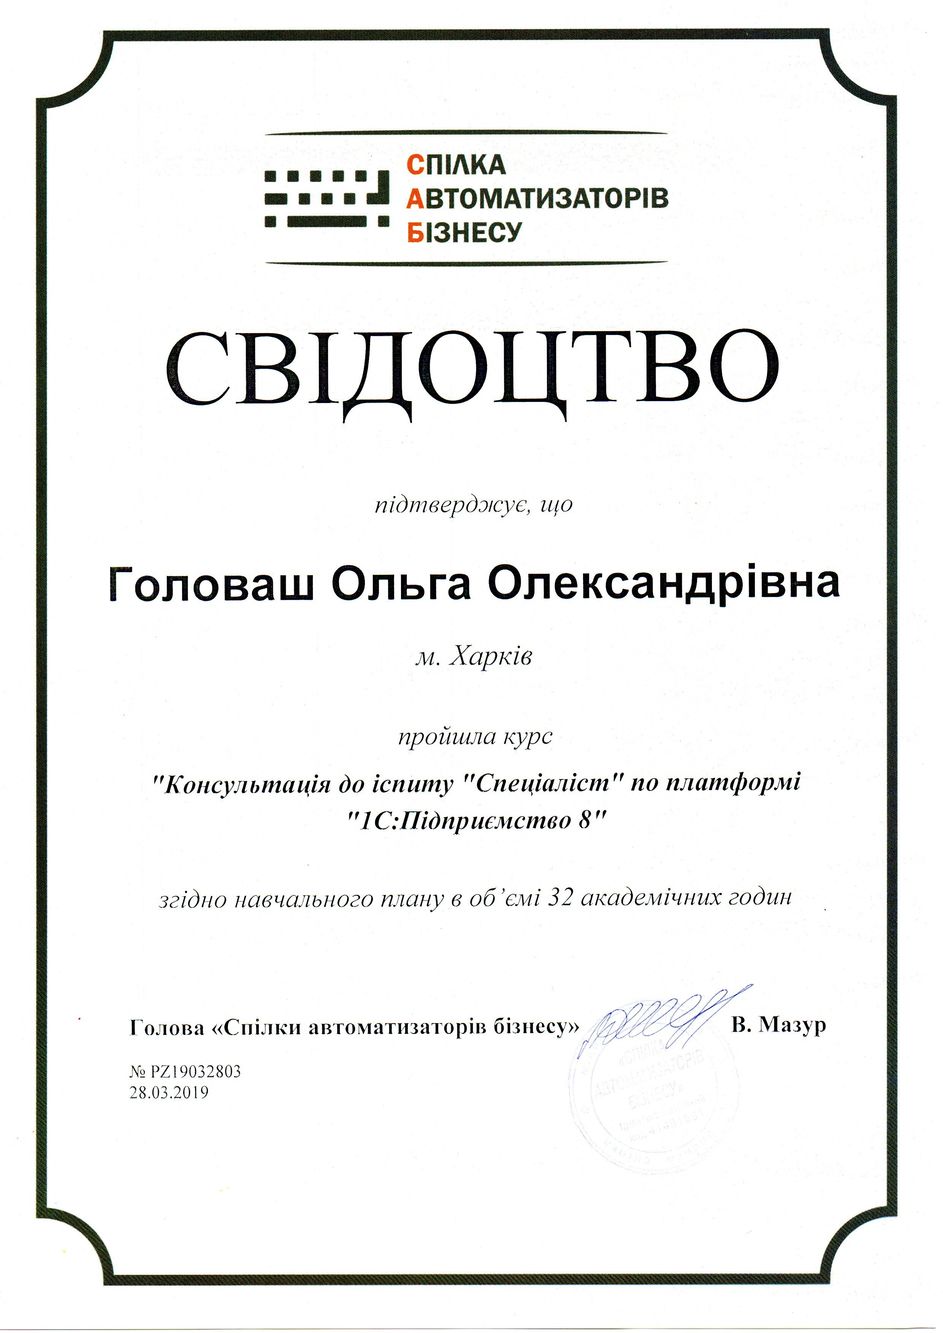 СПІЛКА
АВТОМАТИЗАТОРІВ
БІЗНЕСУ
СВІДОЦТВО
підтверджує, що
Головаш Ольга Олександрівна
м. Харків
пройшла курс
"Консультація до іспиту "Спеціаліст" по платформі
"1С:Підприємство 8"
згідно навчального плану в об’ємі 32 академічних годин
Голова «Спілки автоматизаторів бізнесу» В. Мазур
№ PZ19032803
28.03.2019
«СПІЛКА
АВТОМАТИЗАТОРІВ
БІЗНЕСУ»